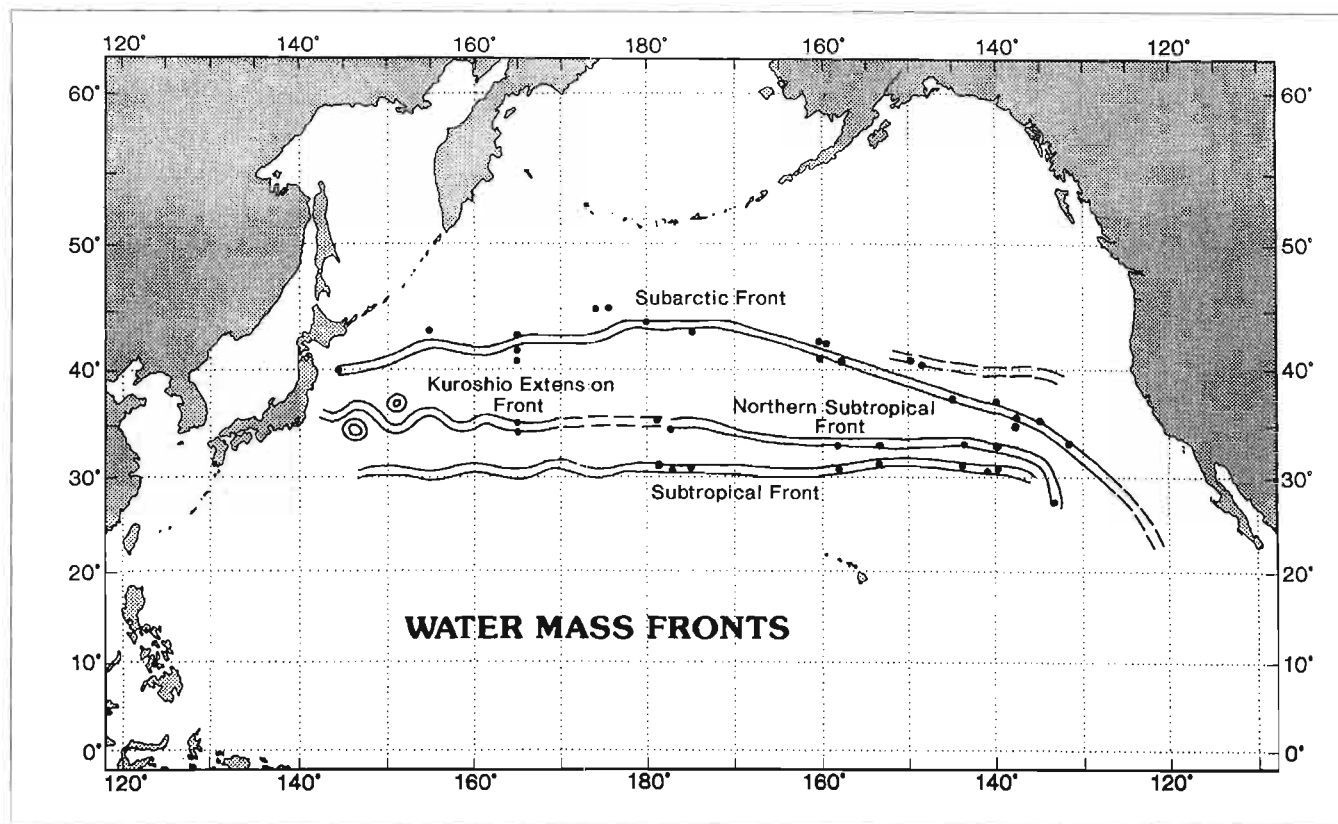 120° 140° 160° 180° 160° 140° 120°
60° 60°
50° 50°
Subarctic Front
40° 40°
Kuroshio Extension
Front
Northern Subtropical
Front
30° 30°
Subtropical Front
20° 20°
WATER MASS FRONTS
10° 10°
0° 0°
120° 140° 160° 180° 160° 140° 120°